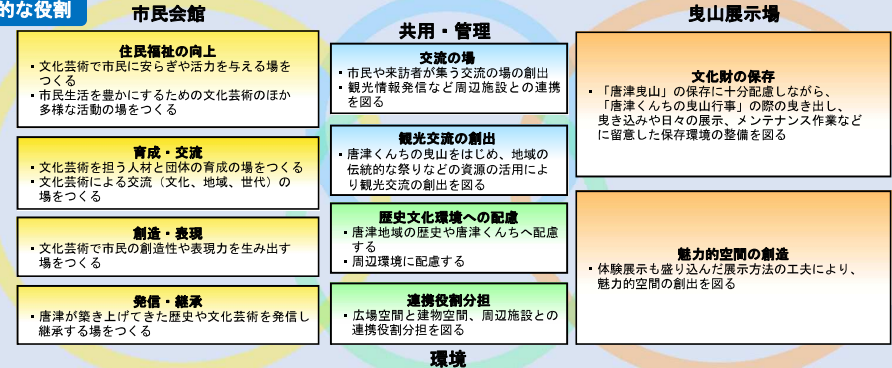 的な役割
市民会館
住民福祉の向上
・文化芸術で市民に安らぎや活力を与える場を
つくる
・市民生活を豊かにするための文化芸術のほか
多様な活動の場をつくる
育成・交流
・文化芸術を担う人材と団体の育成の場をつくる
・文化芸術による交流（文化、地域、世代）の
場をつくる
創造・表現
・文化芸術で市民の創造性や表現力を生み出す
場をつくる
発信・継承
・唐津が築き上げてきた歴史や文化芸術を発信し
継承する場をつくる
共用・管理
交流の場
・市民や来訪者が集う交流の場の創出
・観光情報発信など周辺施設との連携
を図る
観光交流の創出
・唐津くんちの曳山をはじめ、地域の
伝統的な祭りなどの資源の活用によ
り観光交流の創出を図る
歴史文化環境への配慮
・唐津地域の歴史や唐津くんちへ配慮
する
・周辺環境に配慮する
連携役割分担
・広場空間と建物空間、周辺施設との
連携役割分担を図る
環境
曳山展示場
文化財の保存
・「唐津曳山」の保存に十分配慮しながら、
「唐津くんちの曳山行事」の際の曳き出し、
曳き込みや日々の展示、メンテナンス作業など
に留意した保存環境の整備を図る
魅力的空間の創造
・体験展示も盛り込んだ展示方法の工夫により、
魅力的空間の創出を図る